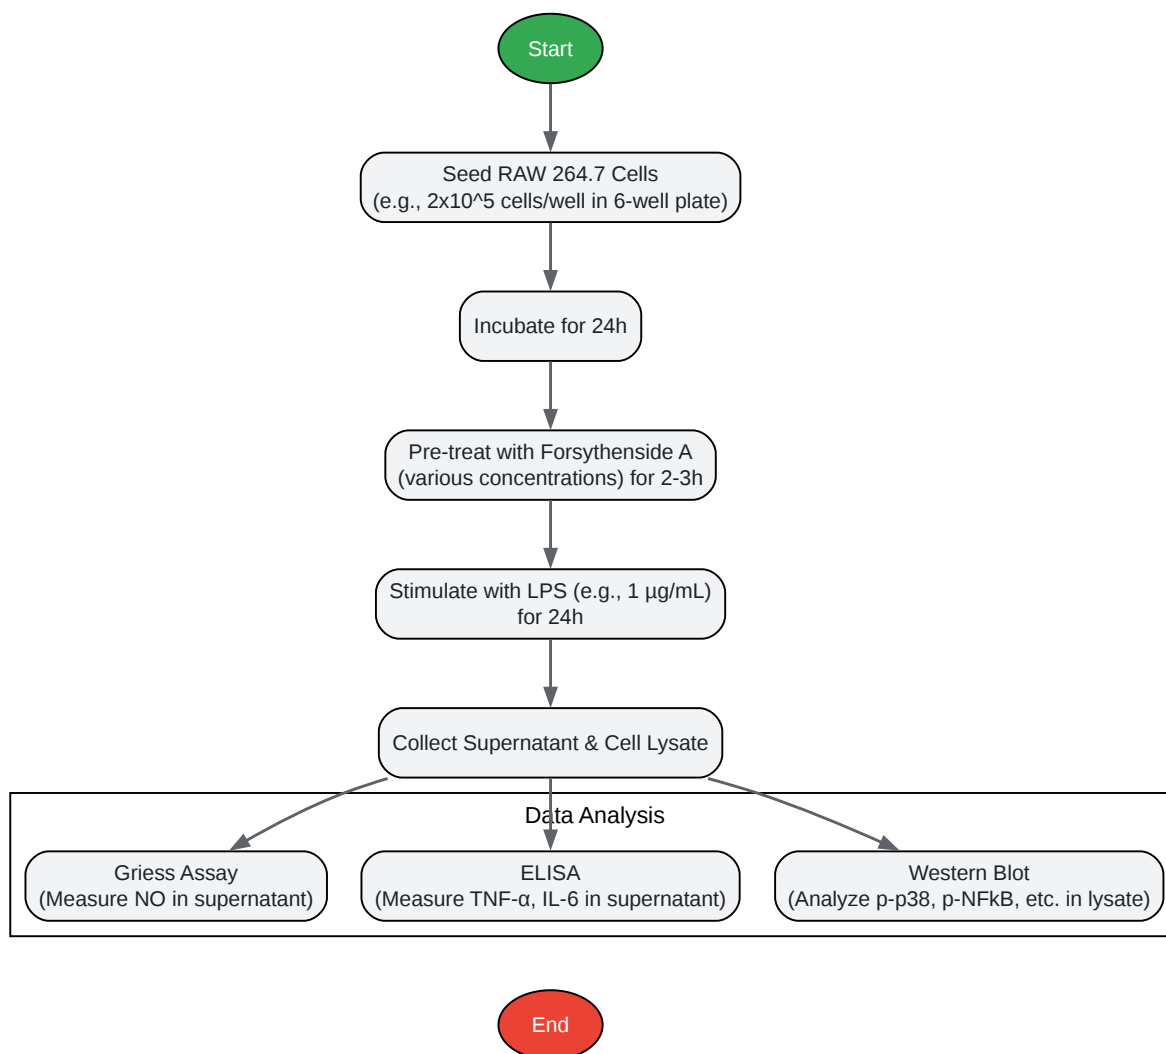 Start
Seed RAW 264.7 Cells
(e.g., 2x10^5 cells/well in 6-well plate)
Incubate for 24h
Pre-treat with Forsythenside A
(various concentrations) for 2-3h
Stimulate with LPS (e.g., 1 µg/mL)
for 24h
Collect Supernatant & Cell Lysate
Data Analysis
Griess Assay
(Measure NO in supernatant)
ELISA
(Measure TNF-α, IL-6 in supernatant)
Western Blot
(Analyze p-p38, p-NFkB, etc. in lysate)
End